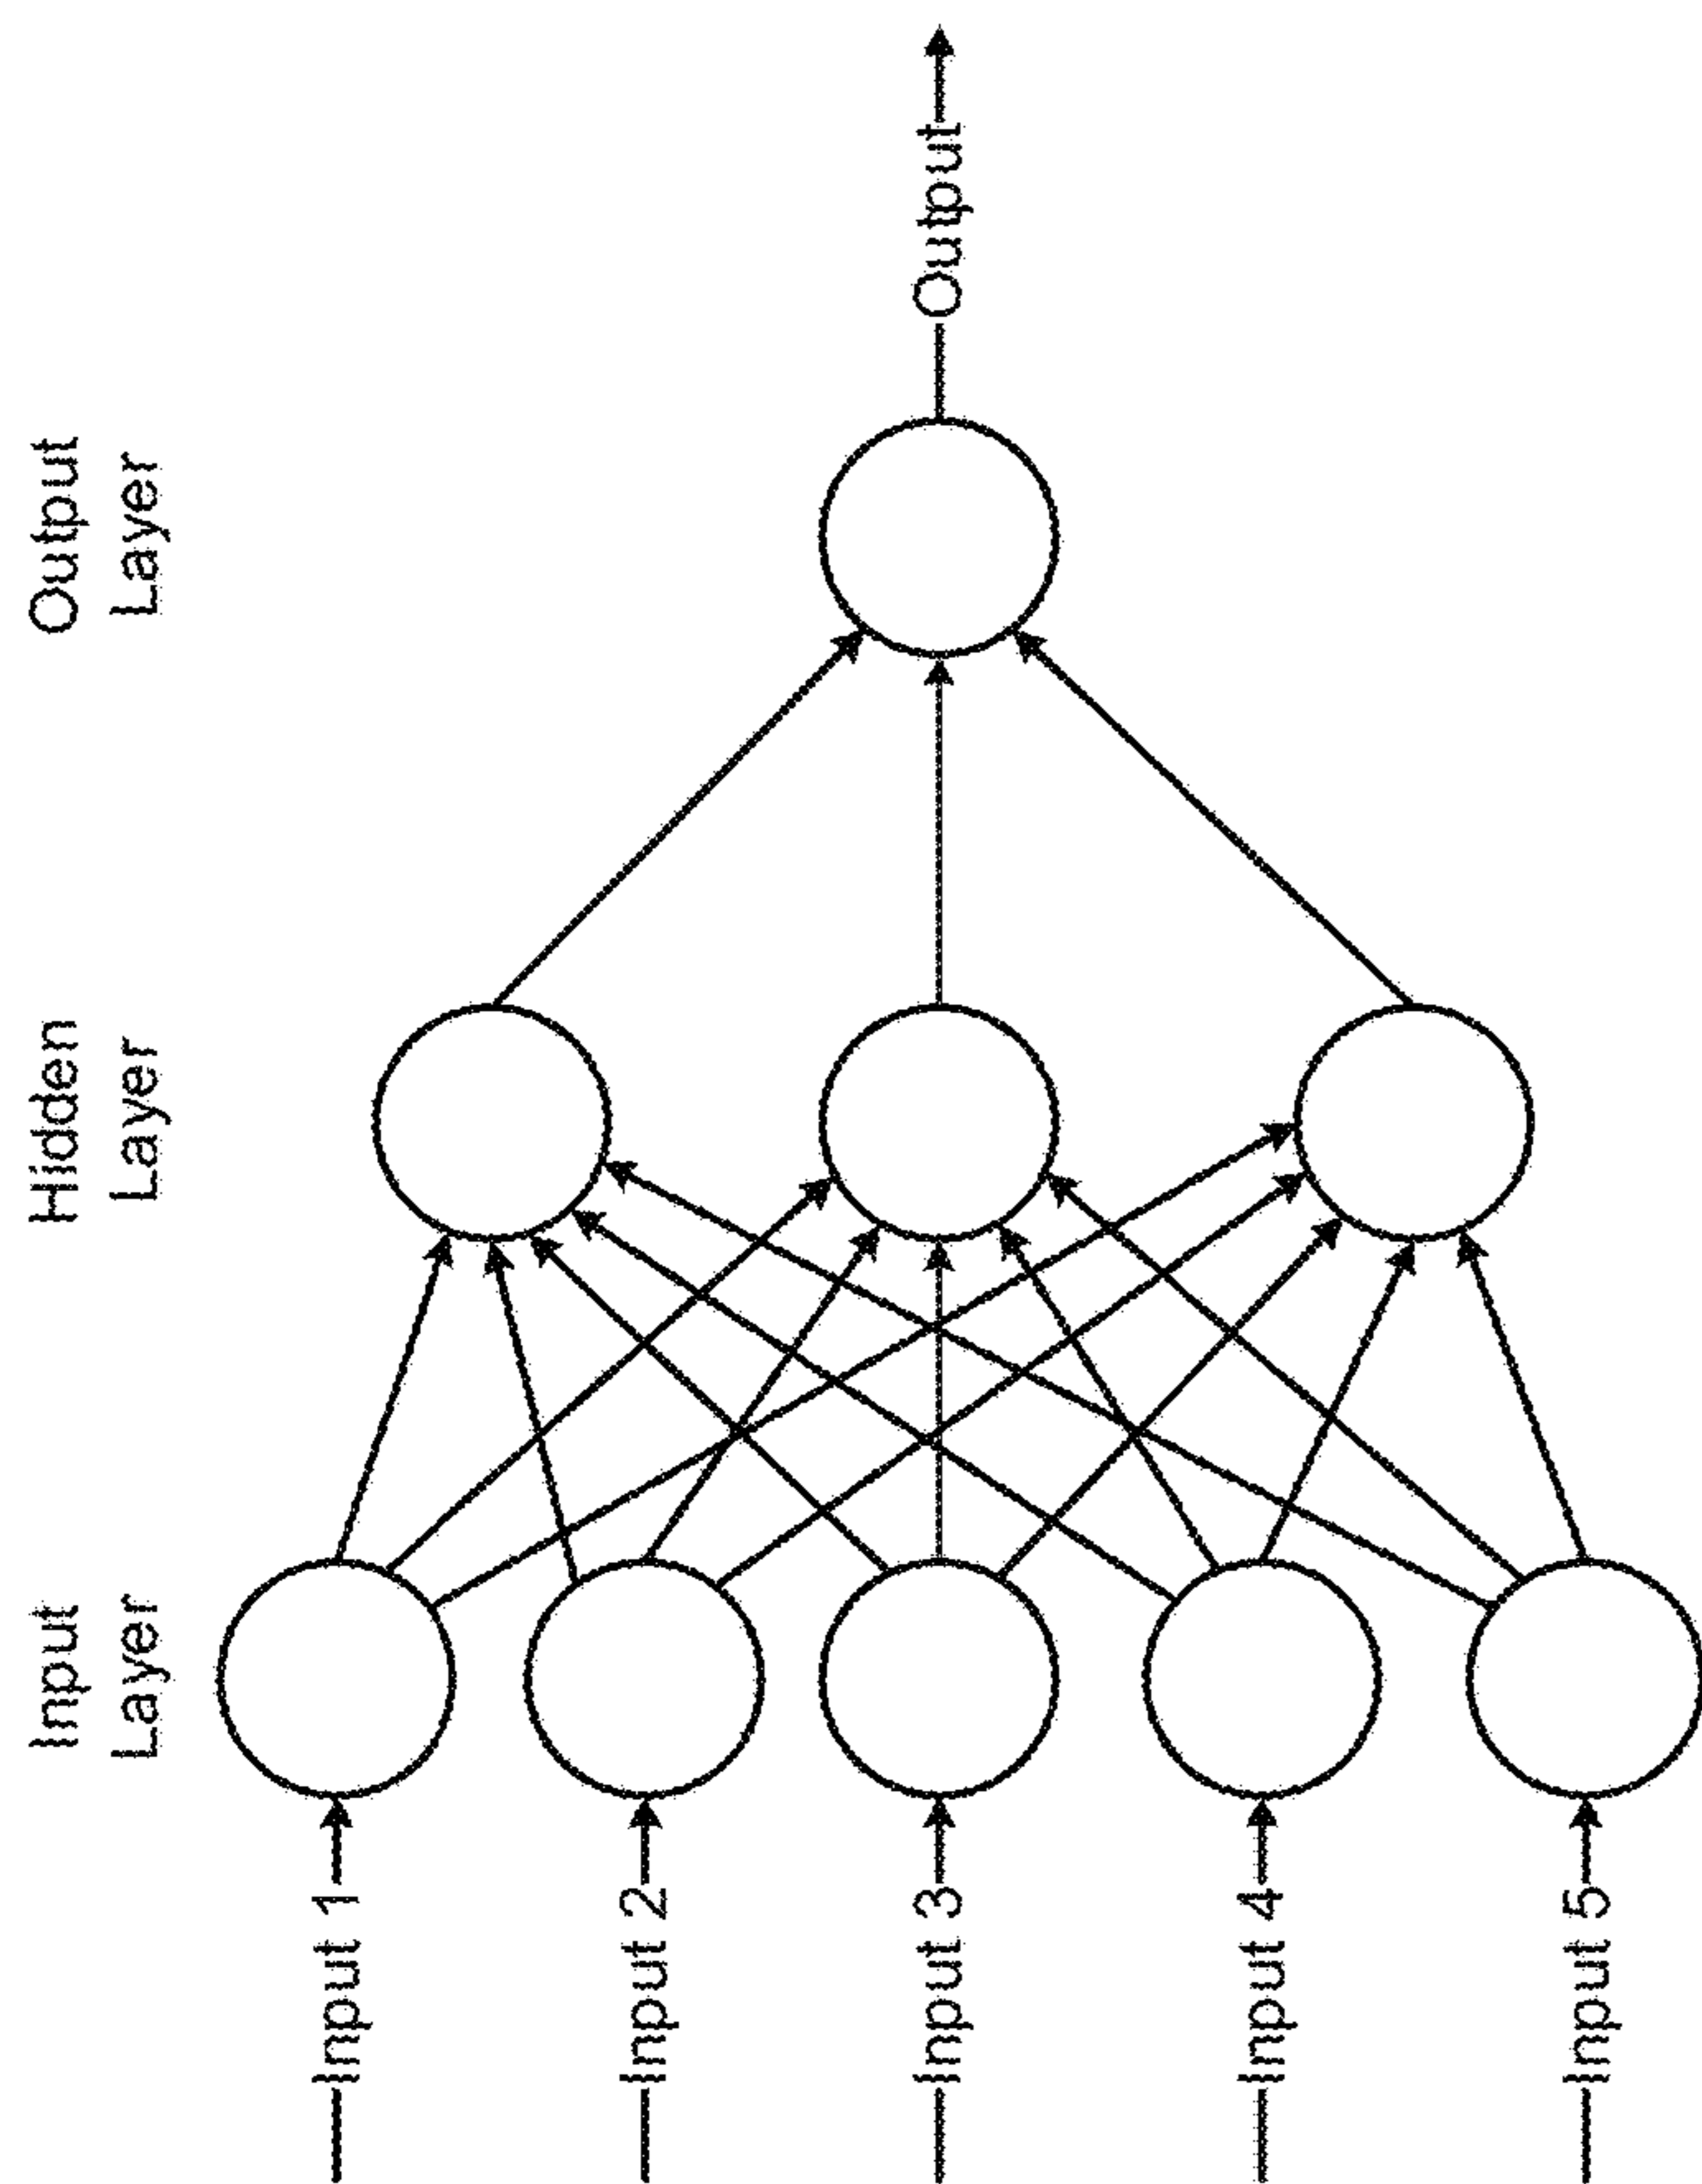 Input
Layer
Hidden
Layer
Output
Layer
Input 1
Input 2
Input 3
Input 4
Input 5
Output